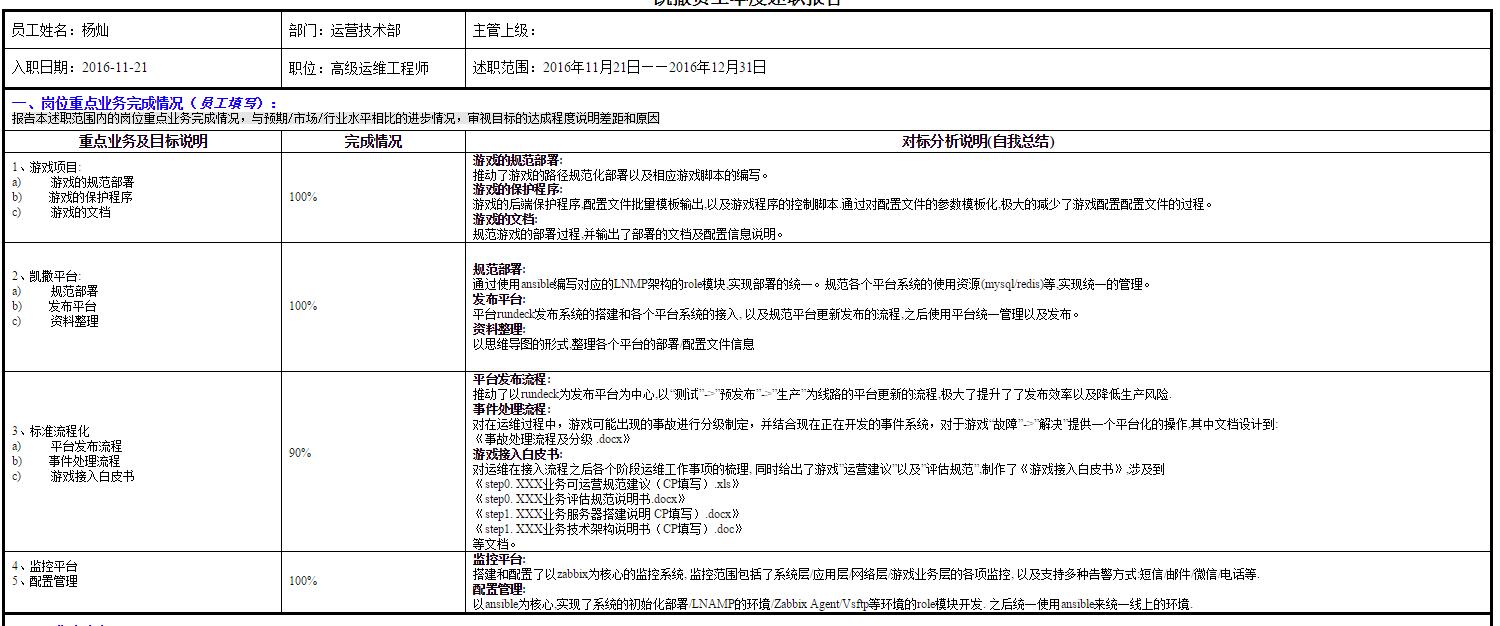 员工姓名：杨灿 部门：运营技术部 主管上级：
入职日期：2016-11-21 职位：高级运维工程师 述职范围：2016年11月21日－－2016年12月31日
一、岗位重点业务完成情况（员工填写）：
报告本述职范围内的岗位重点业务完成情况，与预期/市场/行业水平相比的进步情况，审视目标的达成程度说明差距和原因
重点业务及目标说明 完成情况 对标分析说明(自我总结)
1、游戏项目:
a) 游戏的规范部署
b) 游戏的保护程序
c) 游戏的文档
100%
游戏的规范部署:
推动了游戏的路径规范化部署以及相应游戏脚本的编写。
游戏的保护程序:
游戏的后端保护程序,配置文件批量模板输出,以及游戏程序的控制脚本.通过对配置文件的参数模板化,极大的减少了游戏配置配置文件的过程。
游戏的文档:
规范游戏的部署过程,并输出了部署的文档及配置信息说明。
2、凯撒平台:
a) 规范部署
b) 发布平台
c) 资料整理
100%
规范部署:
通过使用ansible编写对应的LNMP架构的role模块,实现部署的统一。规范各个平台系统的使用资源(mysql/redis)等,实现统一的管理。
发布平台:
平台rundeck发布系统的搭建和各个平台系统的接入, 以及规范平台更新发布的流程,之后使用平台统一管理以及发布。
资料整理:
以思维导图的形式,整理各个平台的部署/配置文件信息
3、标准流程化
a) 平台发布流程
b) 事件处理流程
c) 游戏接入白皮书
90%
平台发布流程:
推动了以rundeck为发布平台为中心,以“测试”->”预发布”->”生产”为线路的平台更新的流程,极大了提升了了发布效率以及降低生产风险.
事件处理流程:
对在运维过程中，游戏可能出现的事故进行分级制定，并结合现在正在开发的事件系统，对于游戏“故障”->”解决”提供一个平台化的操作,其中文档设计到:
《事故处理流程及分级 .docx》
游戏接入白皮书:
对运维在接入流程之后各个阶段运维工作事项的梳理, 同时给出了游戏”运营建议”以及”评估规范”,制作了《游戏接入白皮书》,涉及到
《step0. XXX业务可运营规范建议（CP填写）.xls》
《step0. XXX业务评估规范说明书.docx》
《step1. XXX业务服务器搭建说明 CP填写）.docx》
《step1. XXX业务技术架构说明书（CP填写）.doc》
等文档。
4、监控平台
5、配置管理
100%
监控平台:
搭建和配置了以zabbix为核心的监控系统, 监控范围包括了系统层/应用层/网络层/游戏业务层的各项监控, 以及支持多种告警方式:短信/邮件/微信/电话等.
配置管理:
以ansible为核心,实现了系统的初始化部署/LNAMP的环境/Zabbix Agent/Vsftp等环境的role模块开发, 之后统一使用ansible来统一线上的环境.